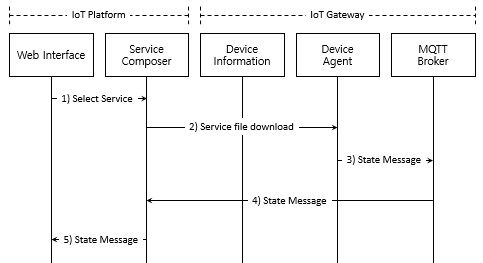 IoT Platform
IoT Gateway
Web Interface
Service
Composer
Device
Information
Device
Agent
MQTT
Broker
1) Select Service
2) Service file download
3) State Message
4) State Message
5) State Message